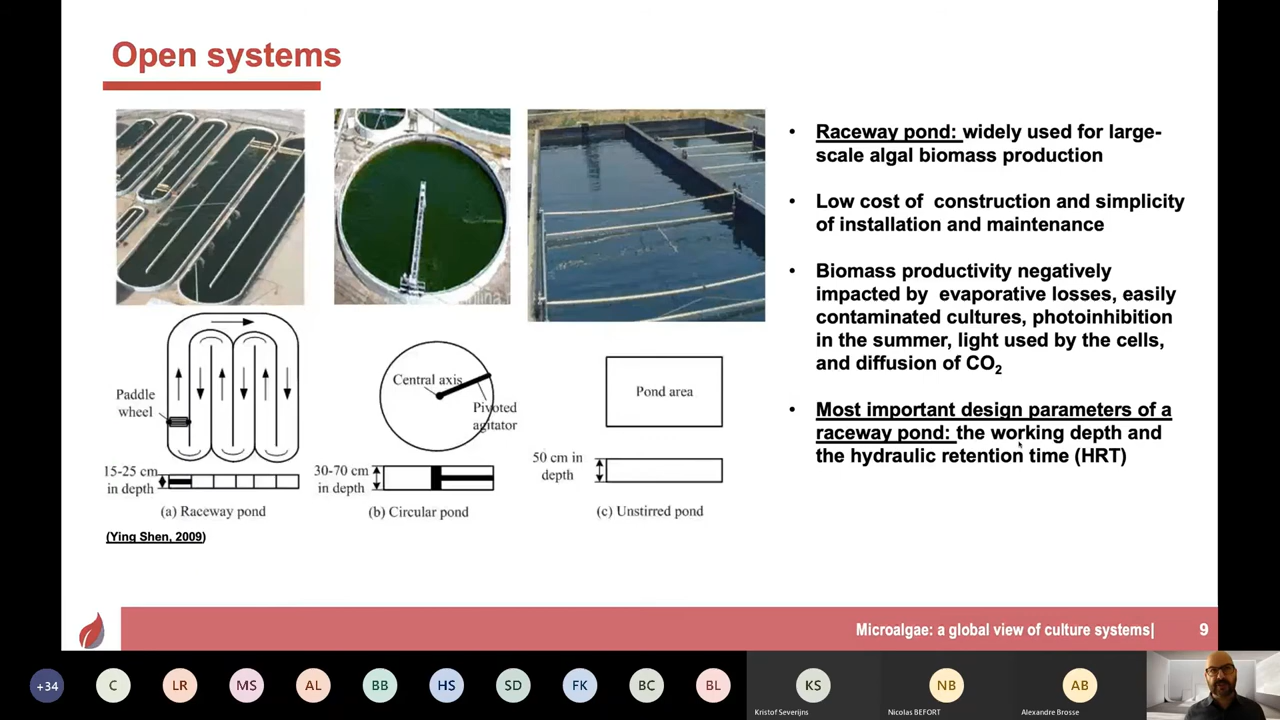 Open systems
Paddle
wheel
15-25 cm
in depth
(a) Raceway pond
Central axis
Pivoted
agitator
30-70 cm
in depth
(b) Circular pond
Pond area
50 cm in
depth
(c) Unstirred pond
(Ying Shen, 2009)
• Raceway pond: widely used for large-
scale algal biomass production
• Low cost of construction and simplicity
of installation and maintenance
• Biomass productivity negatively
impacted by evaporative losses, easily
contaminated cultures, photoinhibition
in the summer, light used by the cells,
and diffusion of CO₂
• Most important design parameters of a
raceway pond: the working depth and
the hydraulic retention time (HRT)
Microalgae: a global view of culture systems| 9
+34 C LR MS AL BB HS SD FK BC BL KS NB AB
Kristof Severijns Nicolas BEFORT Alexandre Brosse